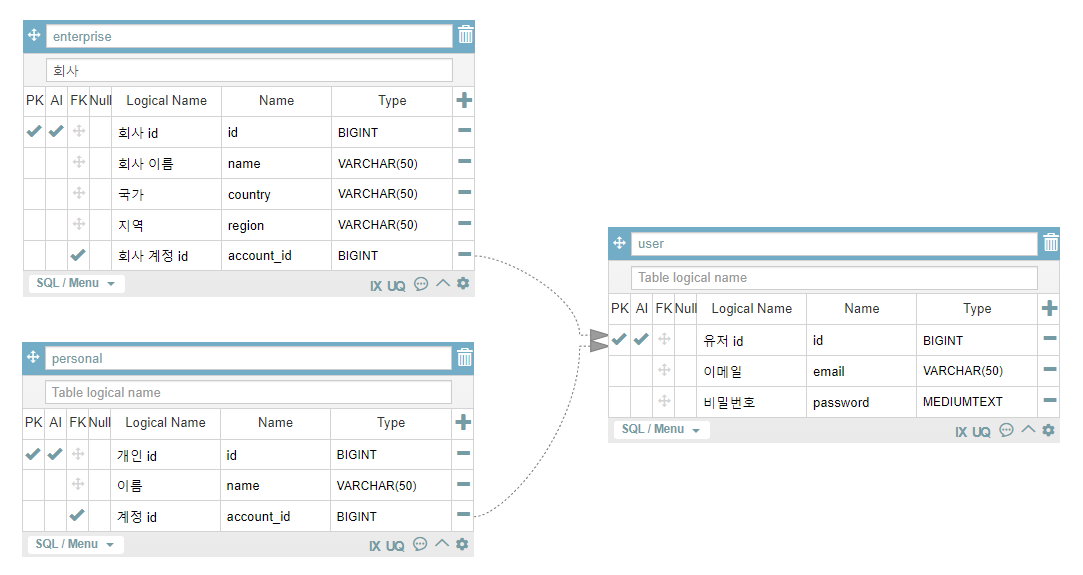 enterprise
회사
PK AI FK Null Logical Name Name Type
회사 id id BIGINT
회사 이름 name VARCHAR(50)
국가 country VARCHAR(50)
지역 region VARCHAR(50)
회사 계정 id account_id BIGINT
SQL / Menu IX UQ
personal
Table logical name
PK AI FK Null Logical Name Name Type
개인 id id BIGINT
이름 name VARCHAR(50)
계정 id account_id BIGINT
SQL / Menu IX UQ
user
Table logical name
PK AI FK Null Logical Name Name Type
유저 id id BIGINT
이메일 email VARCHAR(50)
비밀번호 password MEDIUMTEXT
SQL / Menu IX UQ